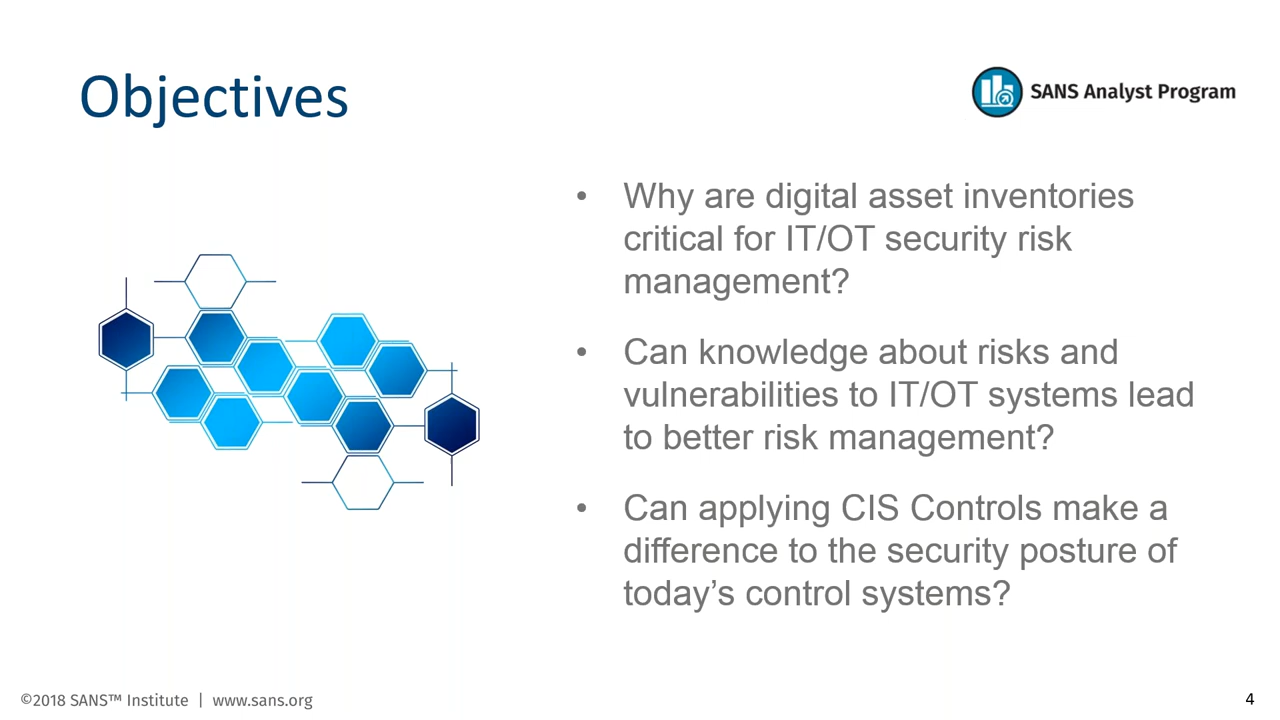 Objectives
SANS Analyst Program
• Why are digital asset inventories
critical for IT/OT security risk
management?
• Can knowledge about risks and
vulnerabilities to IT/OT systems lead
to better risk management?
• Can applying CIS Controls make a
difference to the security posture of
today’s control systems?
©2018 SANS™ Institute | www.sans.org
4